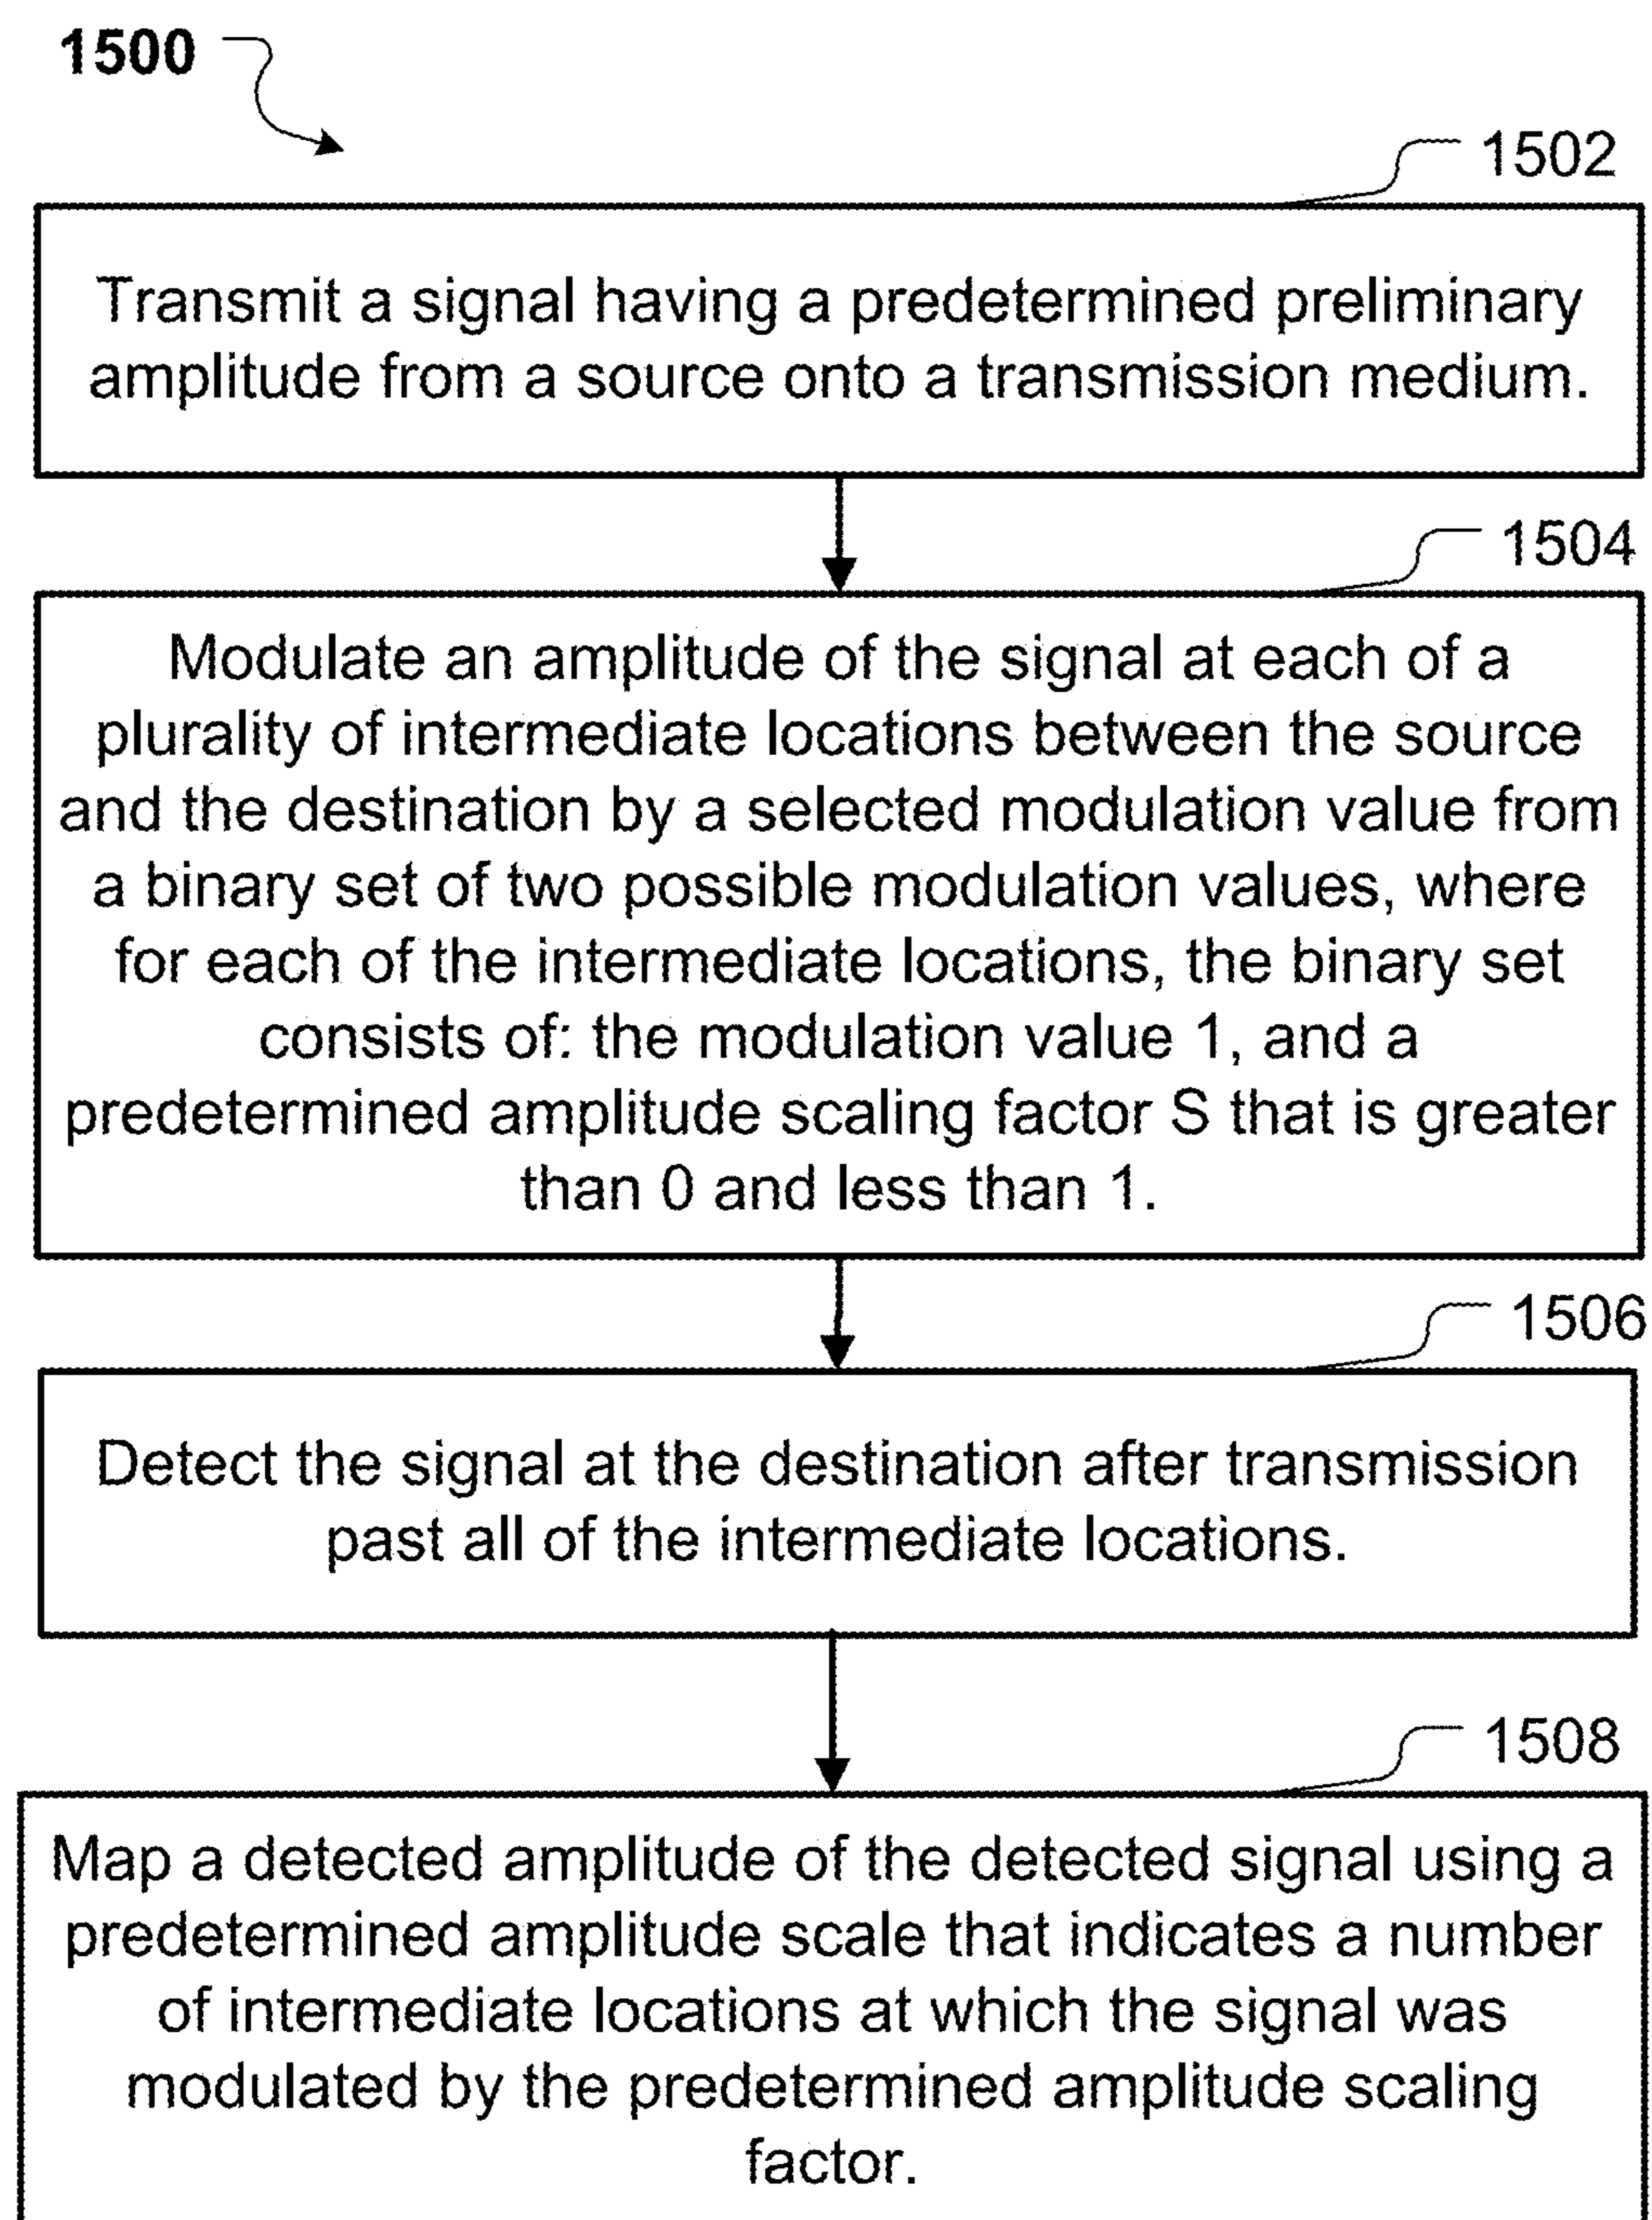 1500
1502
Transmit a signal having a predetermined preliminary
amplitude from a source onto a transmission medium.
1504
Modulate an amplitude of the signal at each of a
plurality of intermediate locations between the source
and the destination by a selected modulation value from
a binary set of two possible modulation values, where
for each of the intermediate locations, the binary set
consists of: the modulation value 1, and a
predetermined amplitude scaling factor S that is greater
than 0 and less than 1.
1506
Detect the signal at the destination after transmission
past all of the intermediate locations.
1508
Map a detected amplitude of the detected signal using a
predetermined amplitude scale that indicates a number
of intermediate locations at which the signal was
modulated by the predetermined amplitude scaling
factor.